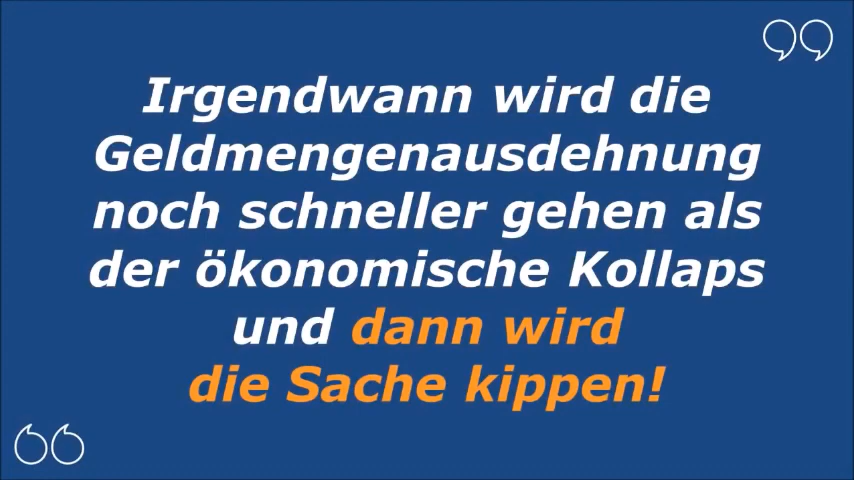 Irgendwann wird die
Geldmengenausdehnung
noch schneller gehen als
der ökonomische Kollaps
und dann wird
die Sache kippen!